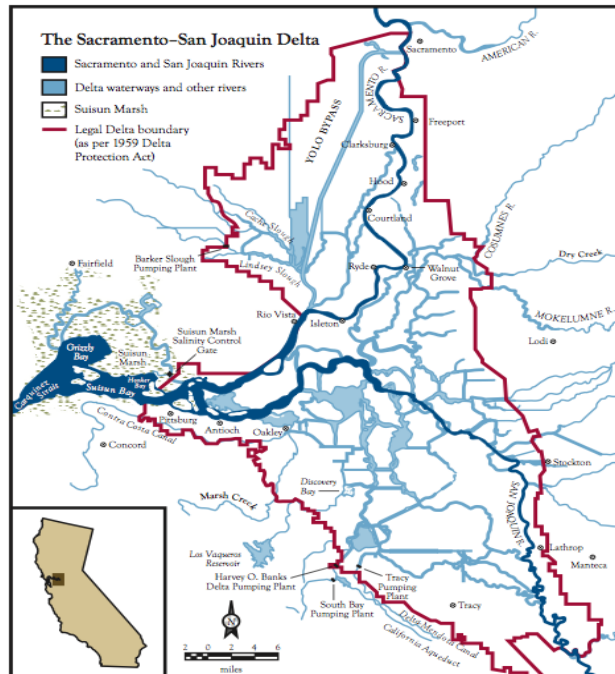 The Sacramento–San Joaquin Delta
Sacramento and San Joaquin Rivers
Delta waterways and other rivers
Suisun Marsh
Legal Delta boundary
(as per 1959 Delta
Protection Act)
Sacramento
AMERICAN R.
SACRAMENTO R.
YOLO BYPASS
Freeport
Clarksburg
Hood
Courtland
COSUMNES R.
Cache Slough
Barker Slough
Pumping Plant
Lindsey Slough
Dry Creek
Fairfield
Ryde
Walnut
Grove
MOKELUMNE R.
Rio Vista
Isleton
Suisun Marsh
Salinity Control
Gate
Lodi
Grizzly
Bay
Suisun
Marsh
Honker
Bay
Suisun Bay
Carquinez
Straits
Pittsburg
Antioch
Contra Costa Canal
Oakley
Concord
Stockton
Discovery
Bay
SAN JOAQUIN R.
Marsh Creek
Los Vaqueros
Reservoir
Lathrop
Manteca
Harvey O. Banks
Delta Pumping Plant
Tracy
Pumping
Plant
South Bay
Pumping Plant
Tracy
Delta Mendota Canal
California Aqueduct
N
2 0 2 4 6
miles